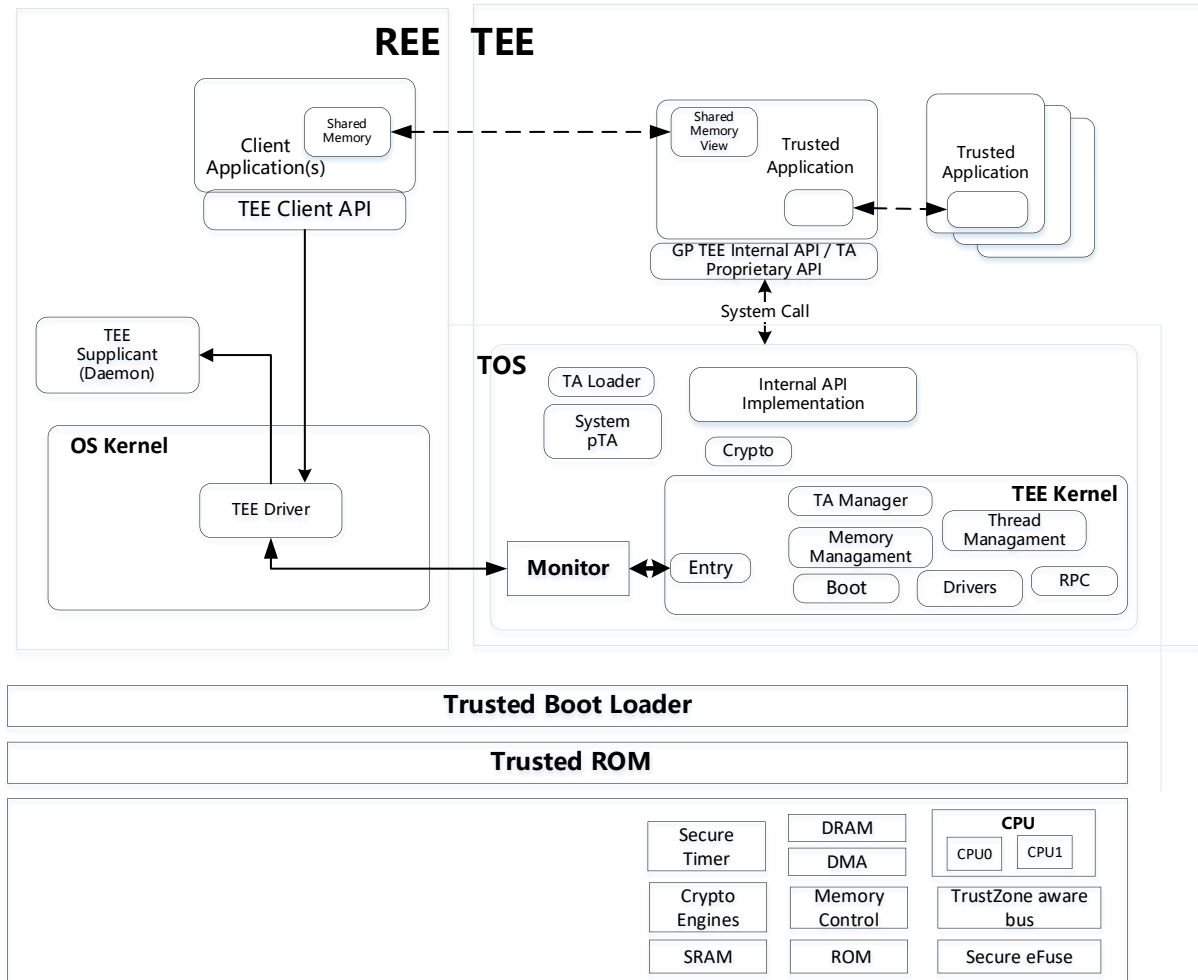 REE TEE
Shared
Memory
Client
Application(s)
TEE Client API
Shared
Memory
View
Trusted
Application
Trusted
Application
GP TEE Internal API / TA
Proprietary API
System Call
TEE
Supplicant
(Daemon)
TOS
TA Loader
System
pTA
Internal API
Implementation
Crypto
OS Kernel
TEE Driver
Monitor
TEE Kernel
TA Manager
Thread
Managament
Memory
Managament
Entry
Boot
Drivers
RPC
Trusted Boot Loader
Trusted ROM
Secure
Timer
DRAM
DMA
CPU
CPU0
CPU1
Crypto
Engines
Memory
Control
TrustZone aware
bus
SRAM
ROM
Secure eFuse